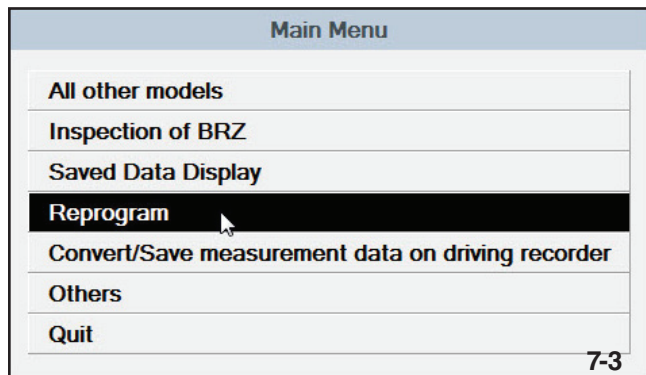 Main Menu
All other models
Inspection of BRZ
Saved Data Display
Reprogram
Convert/Save measurement data on driving recorder
Others
Quit
7-3